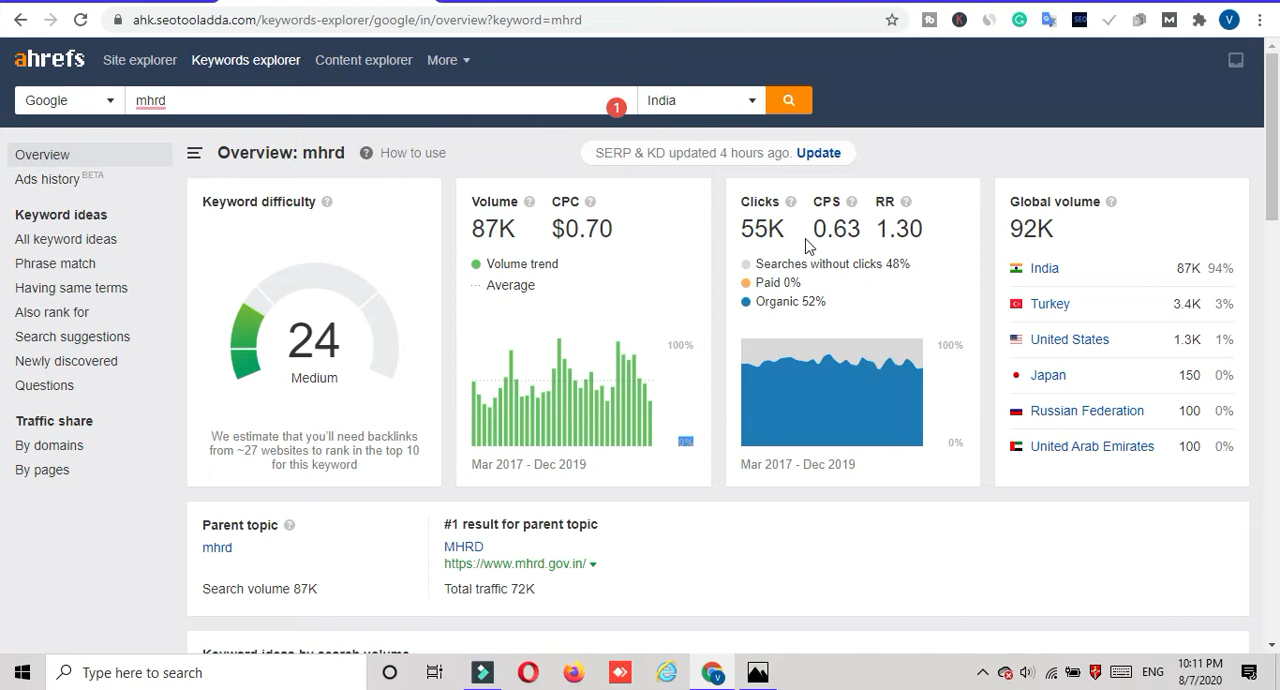 ahk.seotooladda.com/keywords-explorer/google/in/overview?keyword=mhrd
ahrefs Site explorer Keywords explorer Content explorer More
Google mhrd 1 India
Overview
Ads history BETA
Keyword ideas
All keyword ideas
Phrase match
Having same terms
Also rank for
Search suggestions
Newly discovered
Questions
Traffic share
By domains
By pages
Overview: mhrd ? How to use
SERP & KD updated 4 hours ago. Update
Keyword difficulty ?
24
Medium
We estimate that you'll need backlinks
from ~27 websites to rank in the top 10
for this keyword
Volume ? CPC ?
87K $0.70
Volume trend
Average
100%
0%
Mar 2017 - Dec 2019
Clicks ? CPS ? RR ?
55K 0.63 1.30
Searches without clicks 48%
Paid 0%
Organic 52%
100%
0%
Mar 2017 - Dec 2019
Global volume ?
92K
India 87K 94%
Turkey 3.4K 3%
United States 1.3K 1%
Japan 150 0%
Russian Federation 100 0%
United Arab Emirates 100 0%
Parent topic ?
mhrd
Search volume 87K
#1 result for parent topic
MHRD
https://www.mhrd.gov.in/
Total traffic 72K
Keyword ideas by search volume
Type here to search
ENG
10:11 PM
8/7/2020